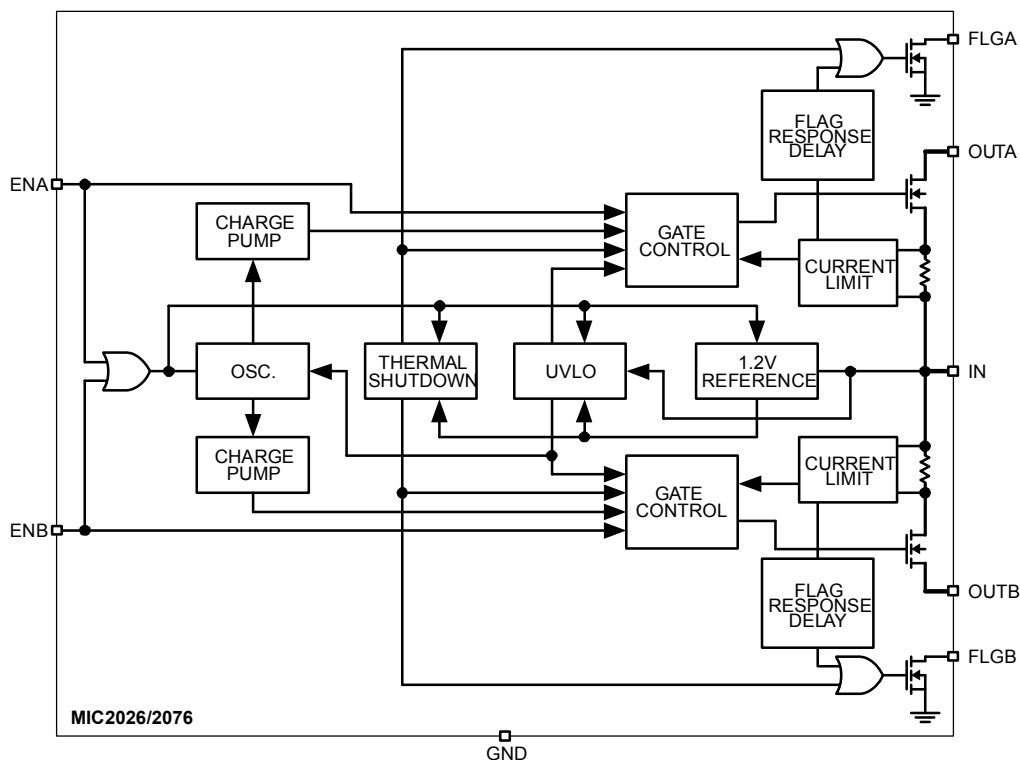 FLGA
FLAG
RESPONSE
DELAY
OUTA
ENA
CHARGE
PUMP
GATE
CONTROL
CURRENT
LIMIT
OSC.
THERMAL
SHUTDOWN
UVLO
1.2V
REFERENCE
IN
CHARGE
PUMP
GATE
CONTROL
CURRENT
LIMIT
ENB
FLAG
RESPONSE
DELAY
OUTB
FLGB
MIC2026/2076
GND